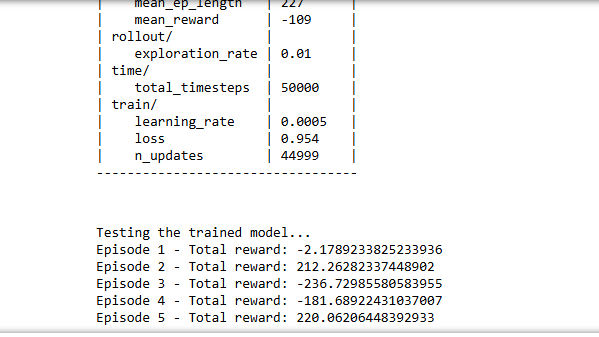 |    mean_ep_length   | 227      |
|    mean_reward      | -109     |
| rollout/            |          |
|    exploration_rate | 0.01     |
| time/               |          |
|    total_timesteps  | 50000    |
| train/              |          |
|    learning_rate    | 0.0005   |
|    loss             | 0.954    |
|    n_updates        | 44999    |
----------------------------------
Testing the trained model...
Episode 1 - Total reward: -2.1789233825233936
Episode 2 - Total reward: 212.26282337448902
Episode 3 - Total reward: -236.72985580583955
Episode 4 - Total reward: -181.68922431037007
Episode 5 - Total reward: 220.06206448392933